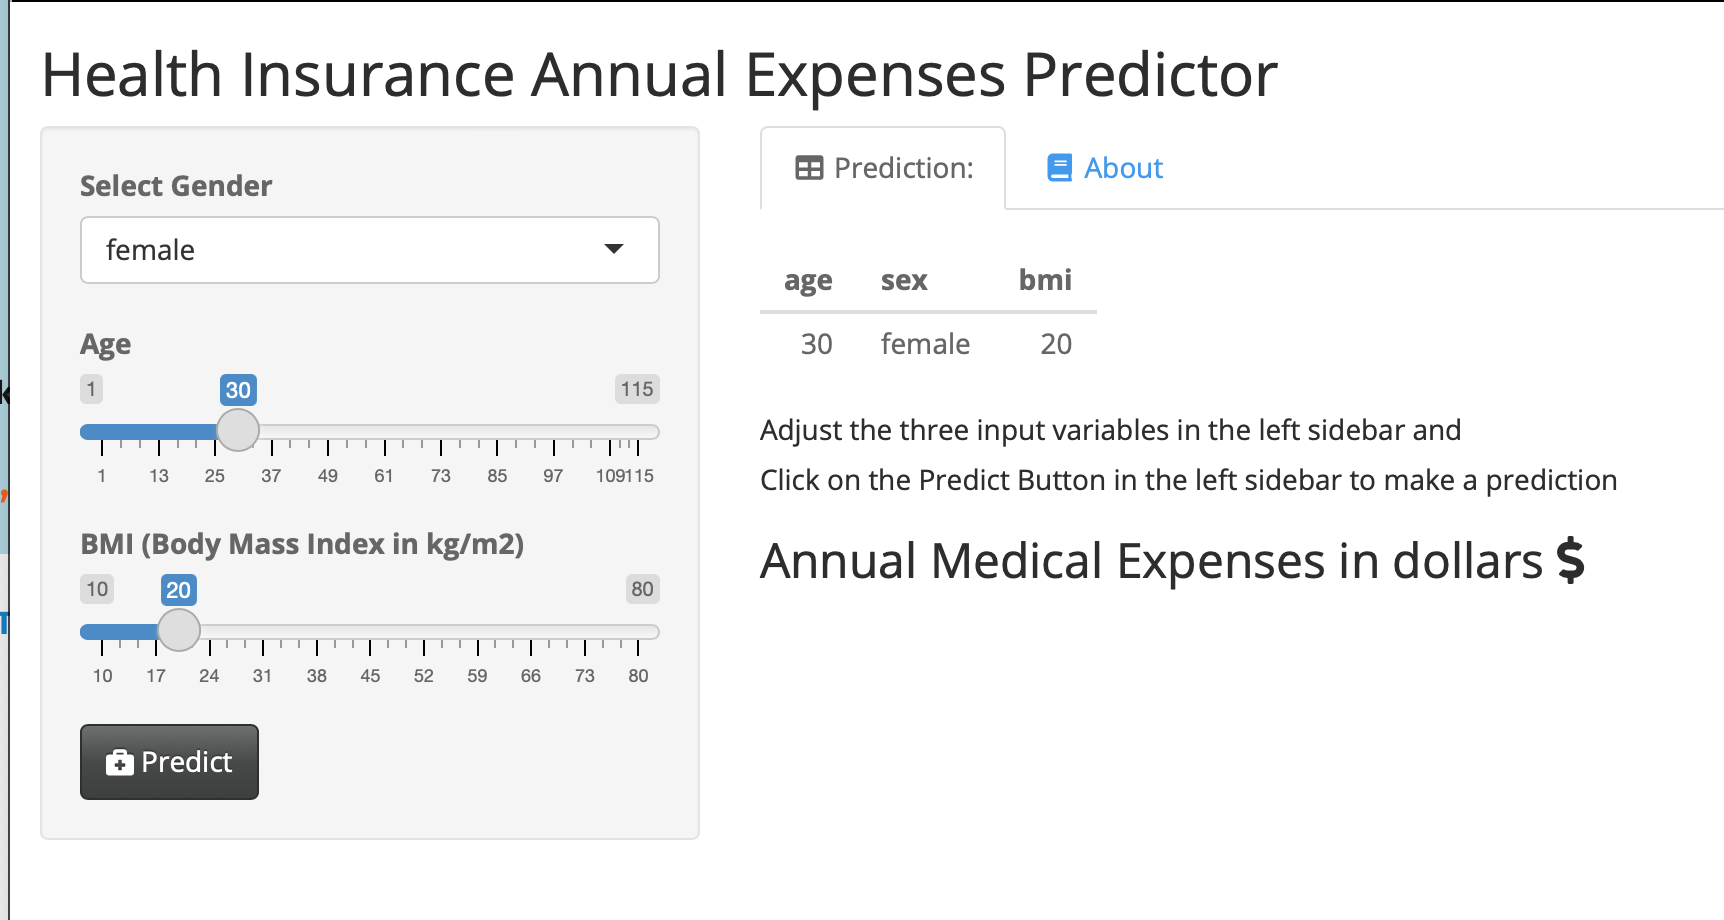 Health Insurance Annual Expenses Predictor
Select Gender
female
Age
1 30 115
1 13 25 37 49 61 73 85 97 109115
BMI (Body Mass Index in kg/m2)
10 20 80
10 17 24 31 38 45 52 59 66 73 80
Predict
Prediction: About
age sex bmi
30 female 20
Adjust the three input variables in the left sidebar and
Click on the Predict Button in the left sidebar to make a prediction
Annual Medical Expenses in dollars $